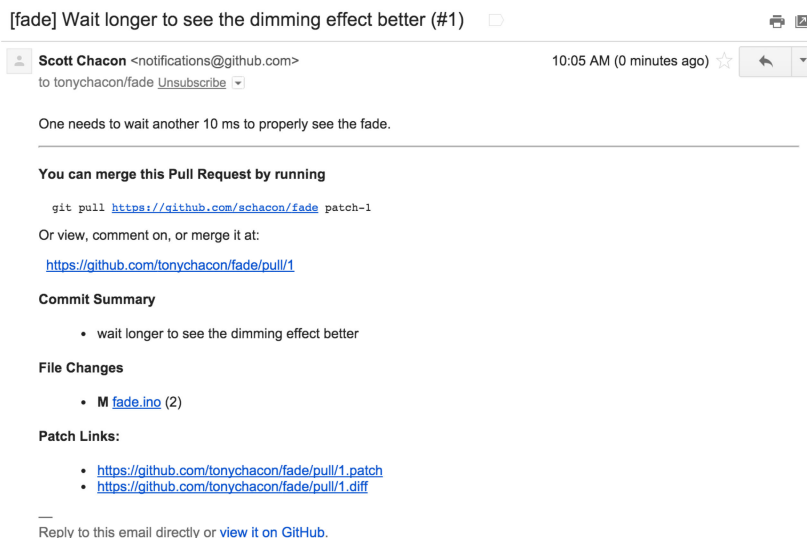 [fade] Wait longer to see the dimming effect better (#1)
Scott Chacon <notifications@github.com>
10:05 AM (0 minutes ago)
to tonychacon/fade Unsubscribe
One needs to wait another 10 ms to properly see the fade.
You can merge this Pull Request by running
git pull https://github.com/schacon/fade patch-1
Or view, comment on, or merge it at:
https://github.com/tonychacon/fade/pull/1
Commit Summary
• wait longer to see the dimming effect better
File Changes
• M fade.ino (2)
Patch Links:
• https://github.com/tonychacon/fade/pull/1.patch
• https://github.com/tonychacon/fade/pull/1.diff
—
Reply to this email directly or view it on GitHub.